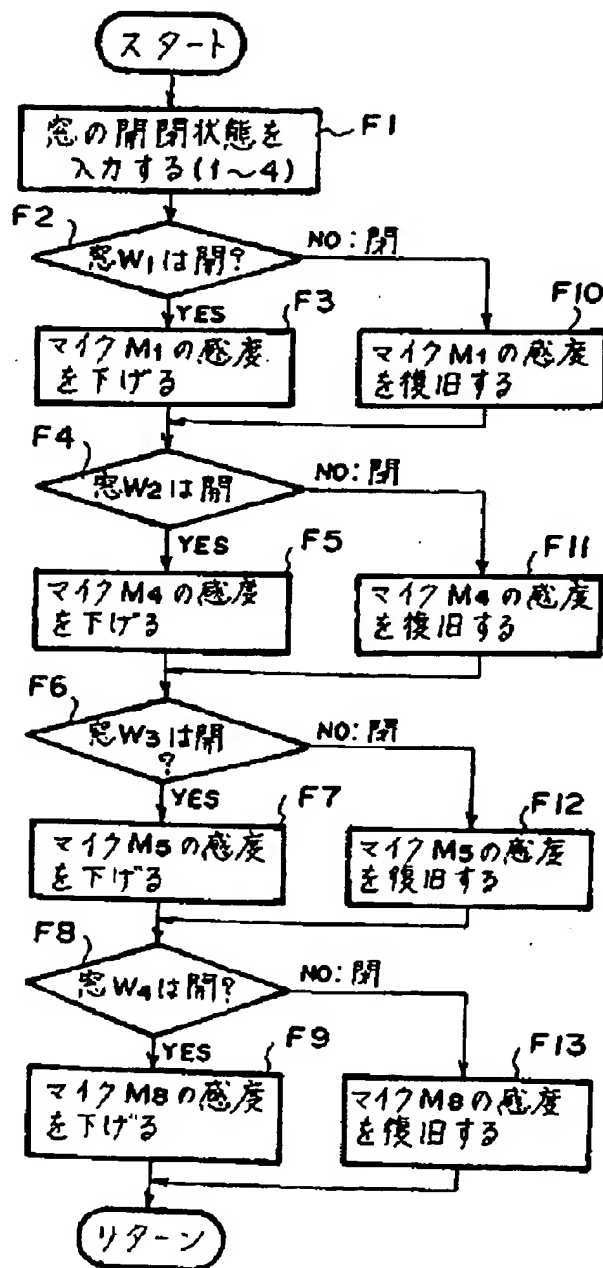 スタート
窓の開閉状態を
入力する(1~4)
F1
F2
窓W1は開?
NO:閉
YES
F3
マイクM1の感度
を下げる
F10
マイクM1の感度
を復旧する
F4
窓W2は開
NO:閉
YES
F5
マイクM4の感度
を下げる
F11
マイクM4の感度
を復旧する
F6
窓W3は開
?
NO:閉
YES
F7
マイクM5の感度
を下げる
F12
マイクM5の感度
を復旧する
F8
窓W4は開?
NO:閉
YES
F9
マイクM8の感度
を下げる
F13
マイクM8の感度
を復旧する
リターン